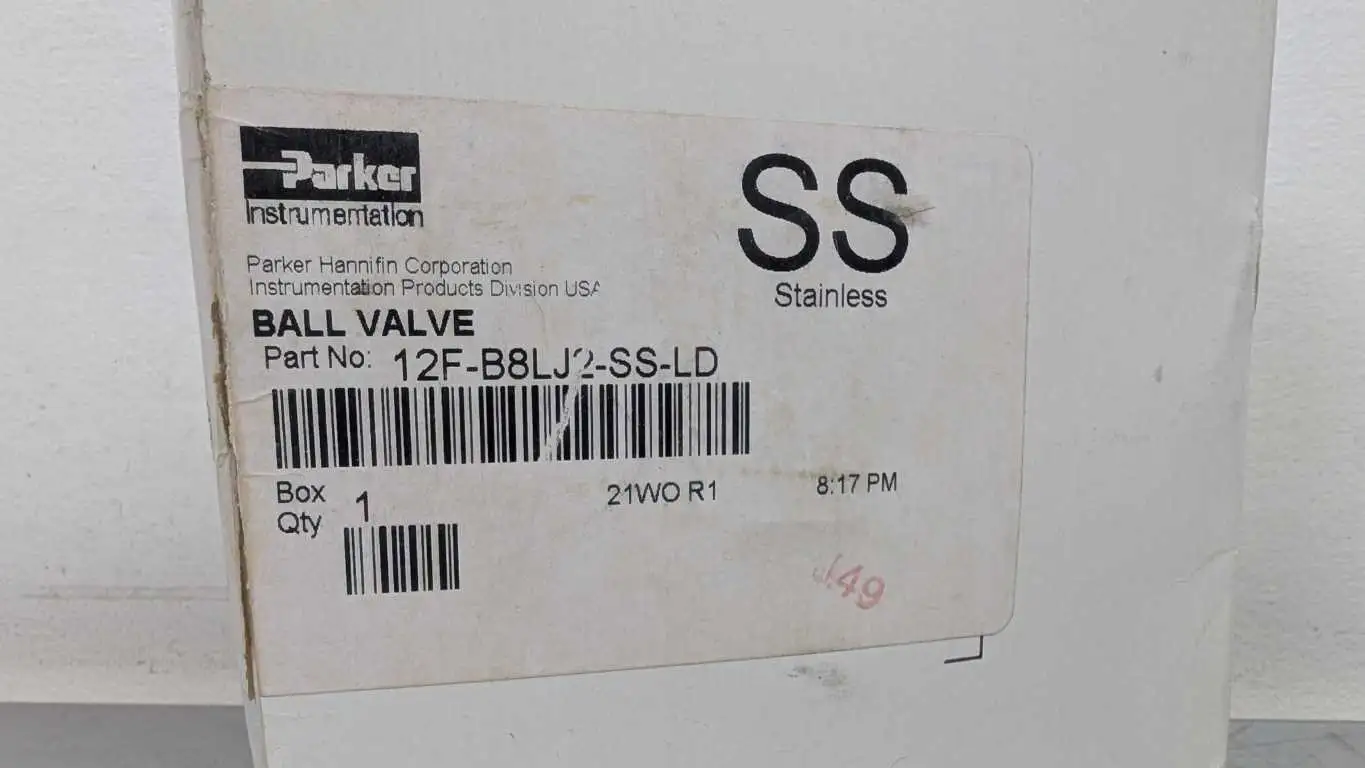 Parker
Instrumentation
SS
Stainless
Parker Hannifin Corporation
Instrumentation Products Division USA
BALL VALVE
Part No: 12F-B8LJ2-SS-LD
Box Qty 1
21WO R1
8:17 PM
J49